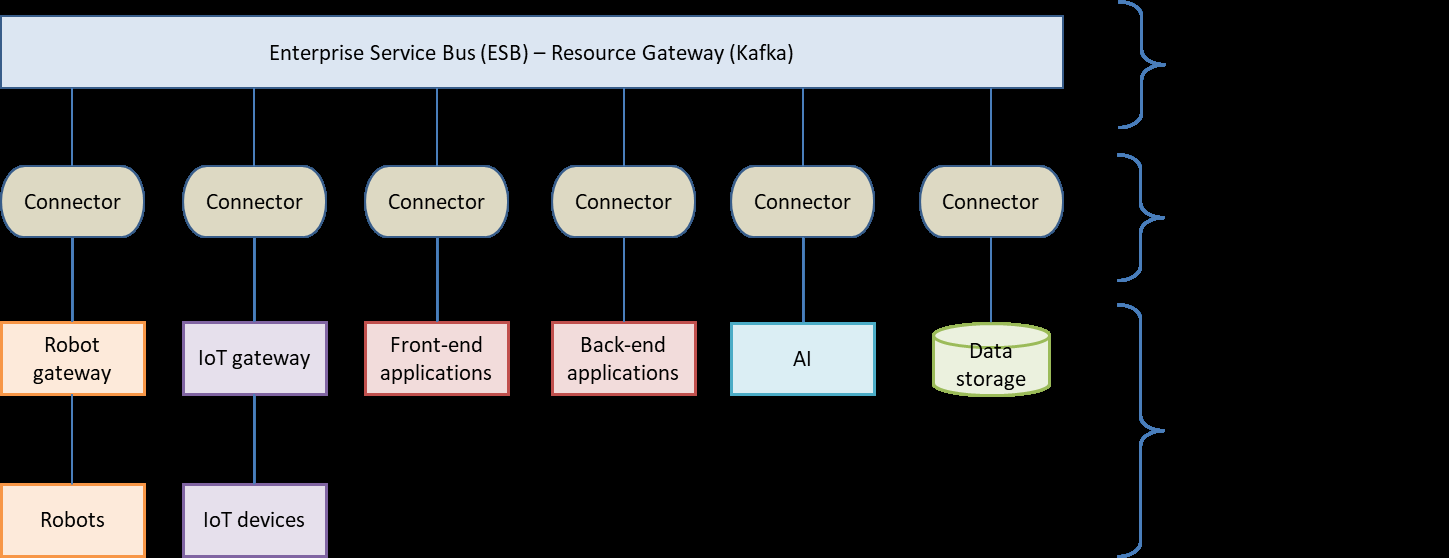 Enterprise Service Bus (ESB) – Resource Gateway (Kafka)
Connector
Connector
Connector
Connector
Connector
Connector
Robot
gateway
IoT gateway
Front-end
applications
Back-end
applications
AI
Data
storage
Robots
IoT devices